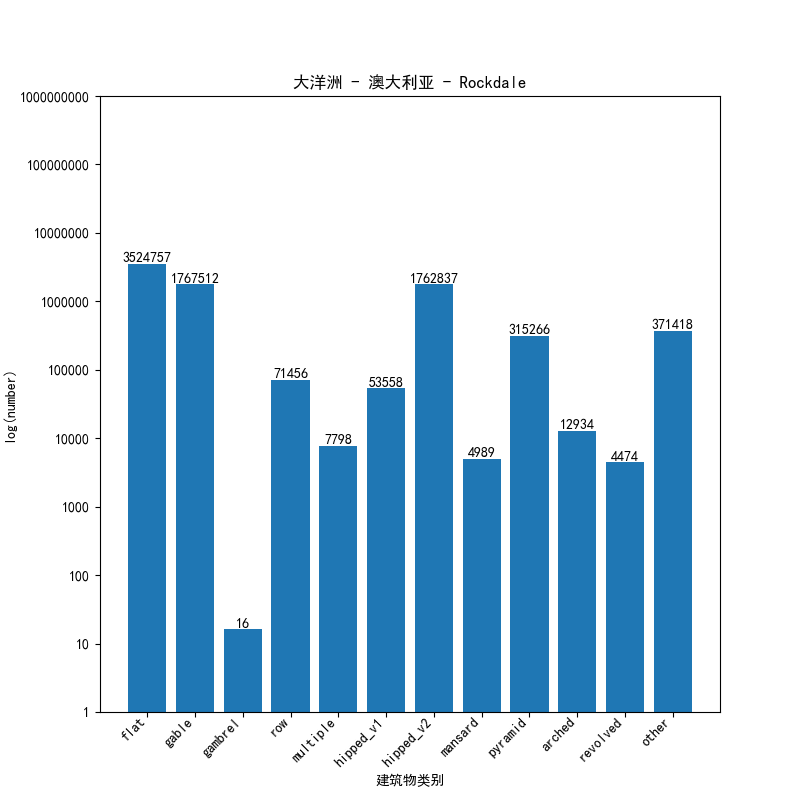 大洋洲 - 澳大利亚 - Rockdale
1000000000
100000000
10000000
1000000
100000
10000
1000
100
10
1
log(number)
3524757
1767512
16
71456
7798
53558
1762837
4989
315266
12934
4474
371418
flat
gable
gambrel
row
multiple
hipped_v1
hipped_v2
mansard
pyramid
arched
revolved
other
建筑物类别